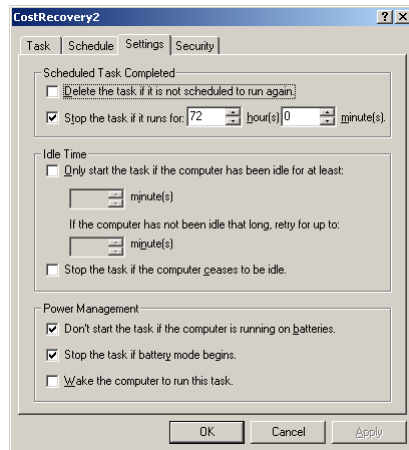 CostRecovery2
Task Schedule Settings Security
Scheduled Task Completed
Delete the task if it is not scheduled to run again.
Stop the task if it runs for: 72 hour(s) 0 minute(s).
Idle Time
Only start the task if the computer has been idle for at least:
minute(s)
If the computer has not been idle that long, retry for up to:
minute(s)
Stop the task if the computer ceases to be idle.
Power Management
Don't start the task if the computer is running on batteries.
Stop the task if battery mode begins.
Wake the computer to run this task.
OK Cancel Apply